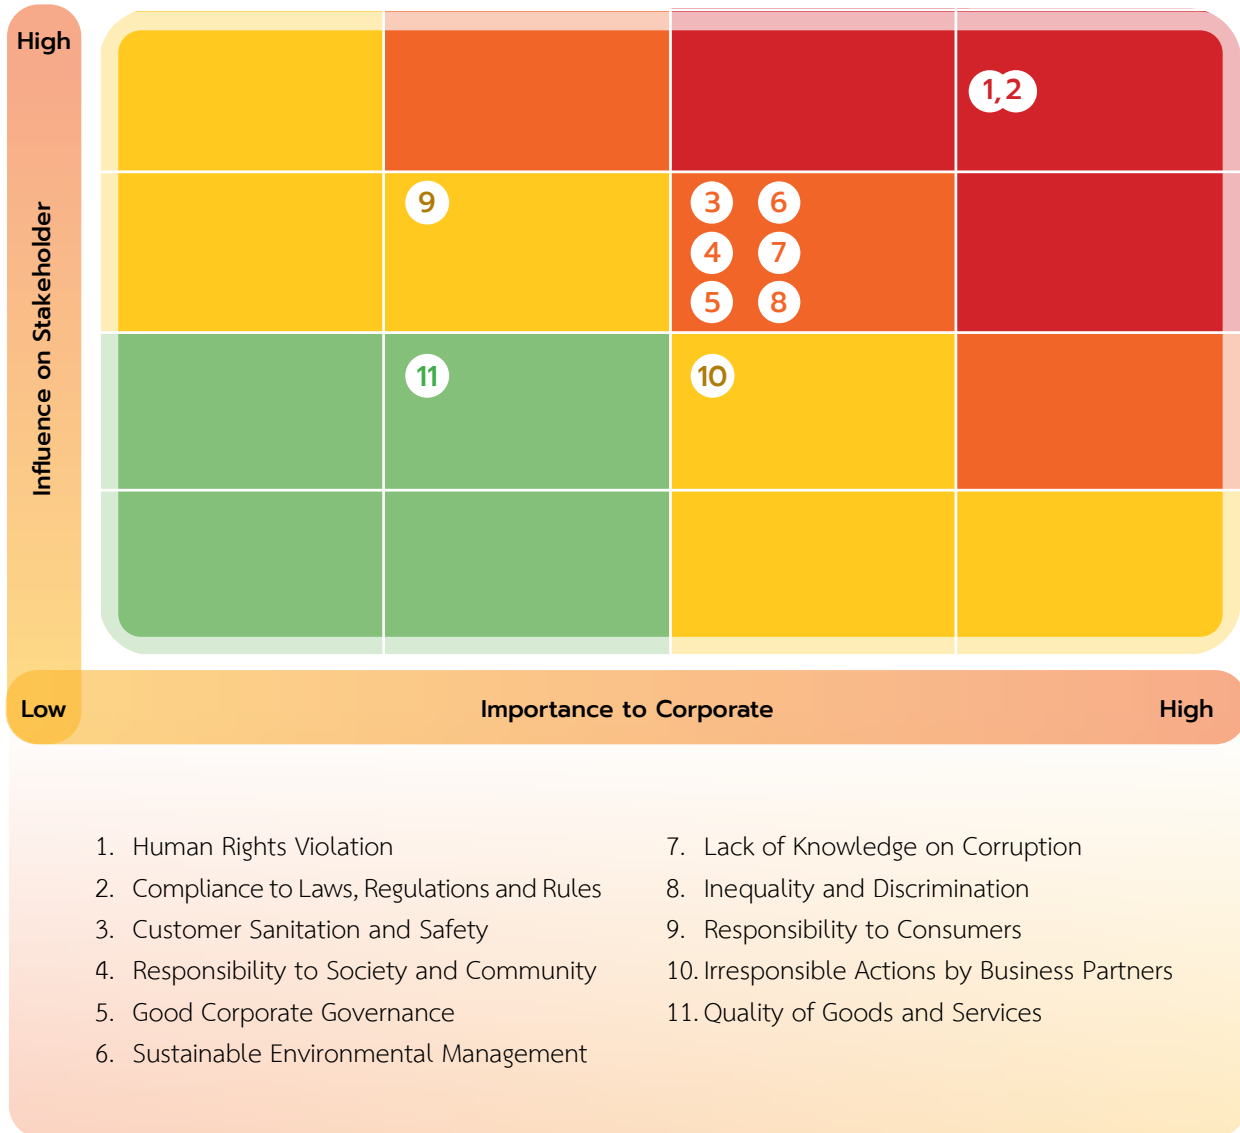 High
1, 2
9
3
6
4
7
5
8
11
10
Influence on Stakeholder
Low
Importance to Corporate
High
1. Human Rights Violation
2. Compliance to Laws, Regulations and Rules
3. Customer Sanitation and Safety
4. Responsibility to Society and Community
5. Good Corporate Governance
6. Sustainable Environmental Management
7. Lack of Knowledge on Corruption
8. Inequality and Discrimination
9. Responsibility to Consumers
10. Irresponsible Actions by Business Partners
11. Quality of Goods and Services